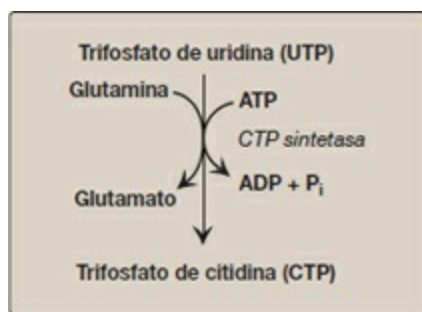 Trifosfato de uridina (UTP)
Glutamina
ATP
CTP sintetasa
Glutamato
ADP + Pi
Trifosfato de citidina (CTP)